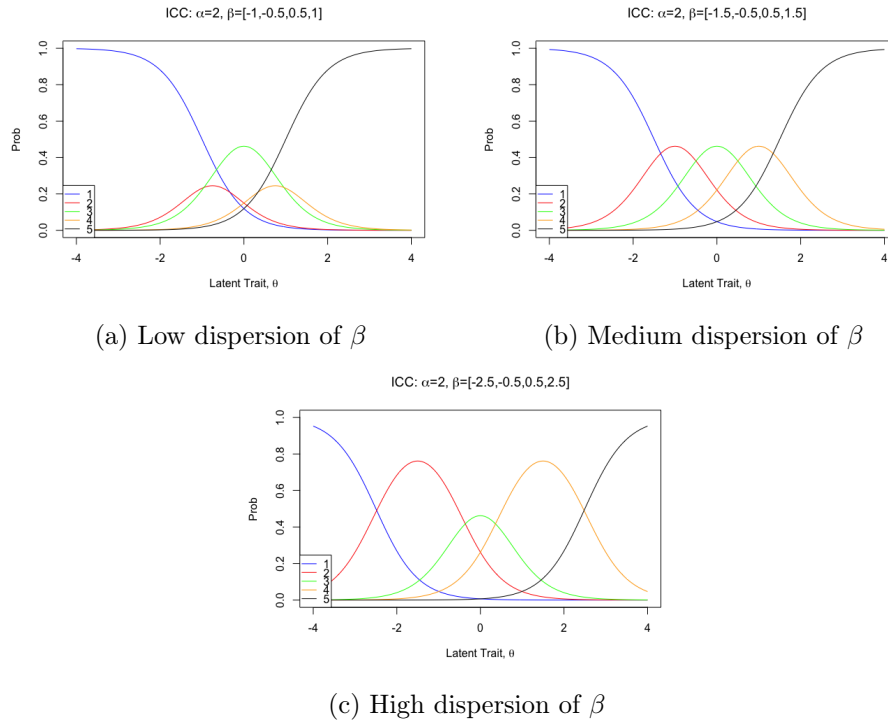 ICC: α=2, β=[-1,-0.5,0.5,1]
Prob
0.0 0.2 0.4 0.6 0.8 1.0
1
2
3
4
5
-4 -2 0 2 4
Latent Trait, θ
(a) Low dispersion of β
ICC: α=2, β=[-1.5,-0.5,0.5,1.5]
Prob
0.0 0.2 0.4 0.6 0.8 1.0
1
2
3
4
5
-4 -2 0 2 4
Latent Trait, θ
(b) Medium dispersion of β
ICC: α=2, β=[-2.5,-0.5,0.5,2.5]
Prob
0.0 0.2 0.4 0.6 0.8 1.0
1
2
3
4
5
-4 -2 0 2 4
Latent Trait, θ
(c) High dispersion of β